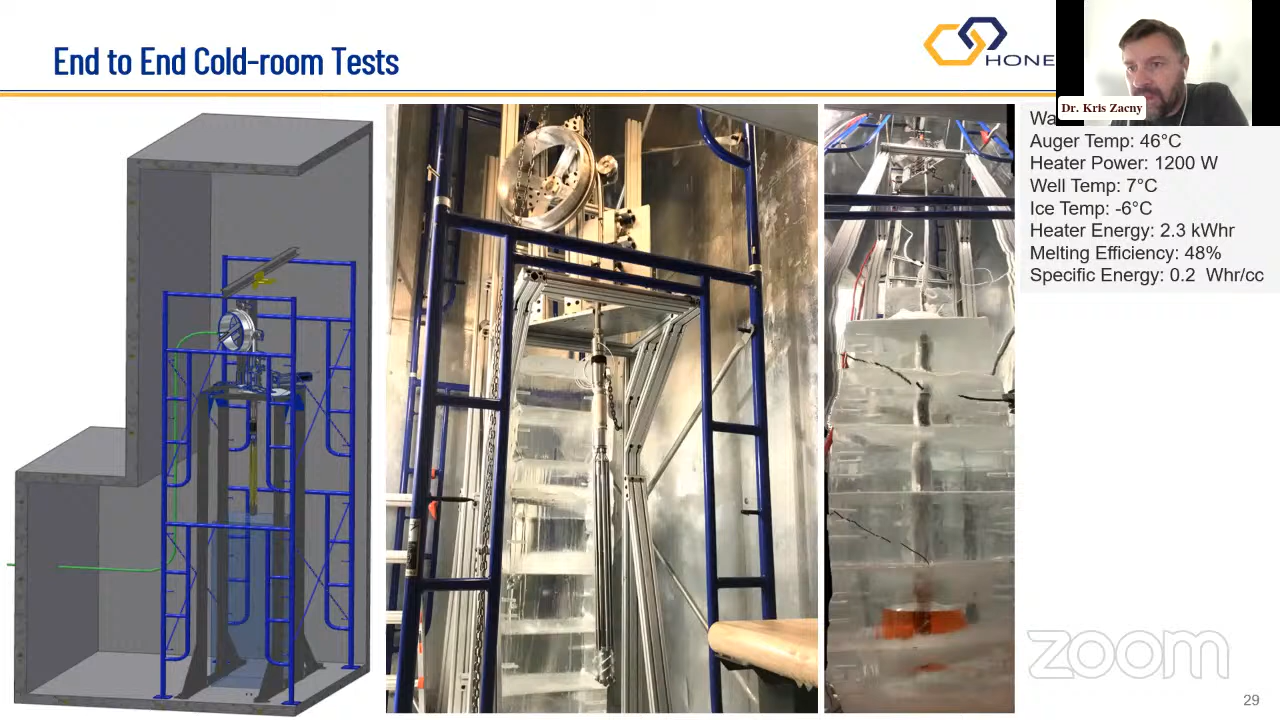 End to End Cold-room Tests
HONE
Dr. Kris Zacny
Wa
Auger Temp: 46°C
Heater Power: 1200 W
Well Temp: 7°C
Ice Temp: -6°C
Heater Energy: 2.3 kWhr
Melting Efficiency: 48%
Specific Energy: 0.2 Whr/cc
zoom
29